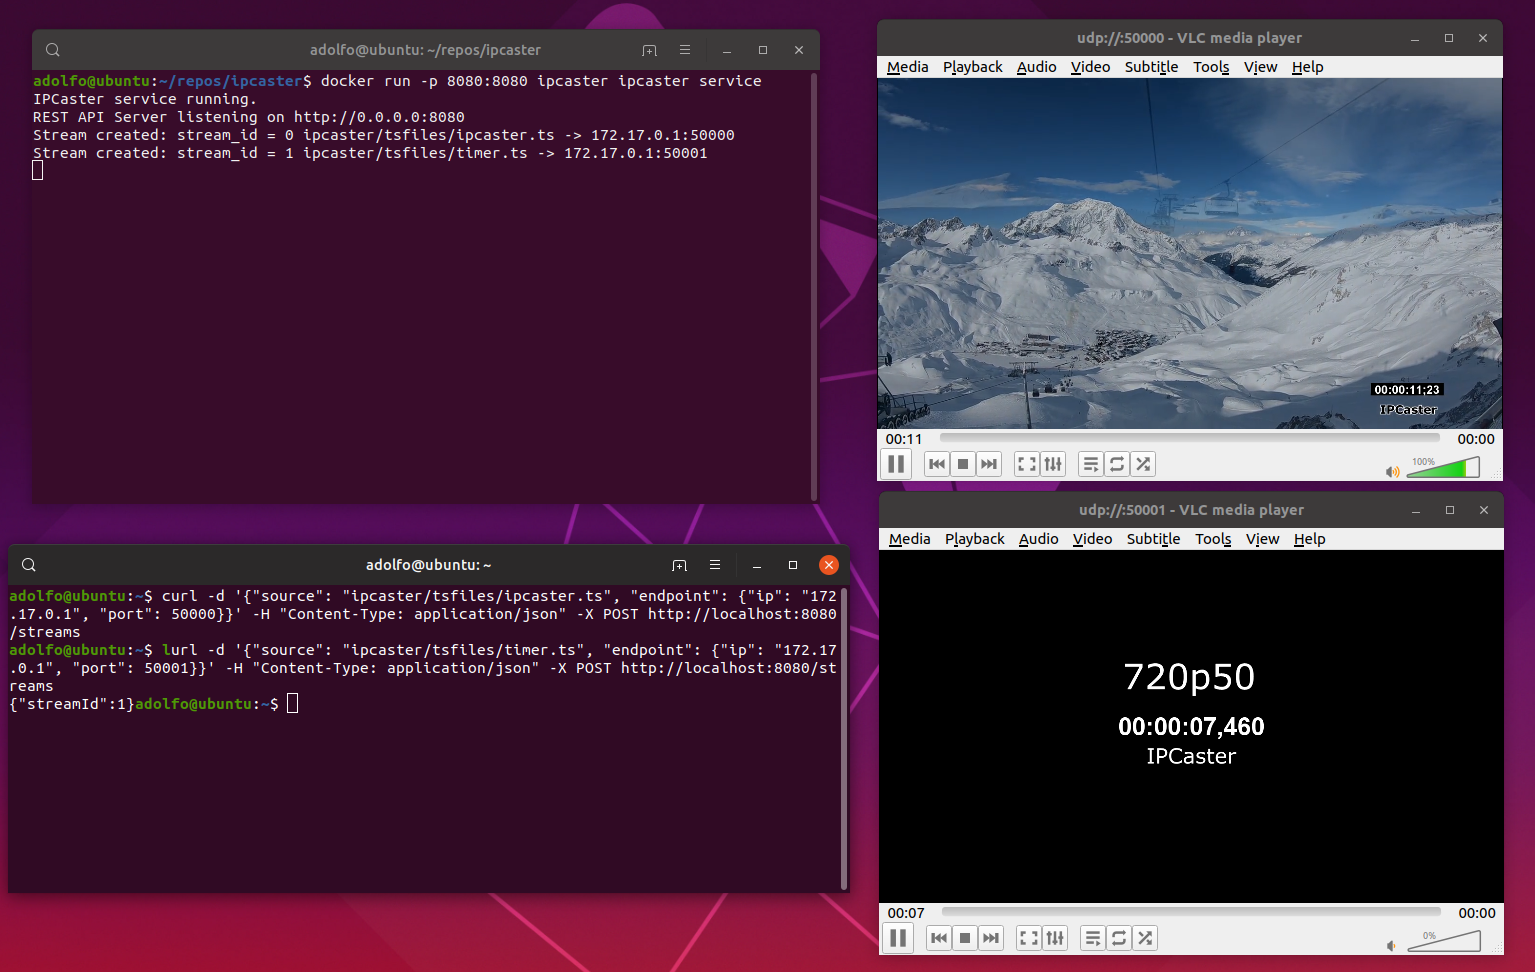 adolfo@ubuntu: ~/repos/ipcaster
adolfo@ubuntu:~/repos/ipcaster$ docker run -p 8080:8080 ipcaster ipcaster service
IPCaster service running.
REST API Server listening on http://0.0.0.0:8080
Stream created: stream_id = 0 ipcaster/tsfiles/ipcaster.ts -> 172.17.0.1:50000
Stream created: stream_id = 1 ipcaster/tsfiles/timer.ts -> 172.17.0.1:50001
adolfo@ubuntu: ~
adolfo@ubuntu:~$ curl -d '{"source": "ipcaster/tsfiles/ipcaster.ts", "endpoint": {"ip": "172
.17.0.1", "port": 50000}}' -H "Content-Type: application/json" -X POST http://localhost:8080
/streams
adolfo@ubuntu:~$ lurl -d '{"source": "ipcaster/tsfiles/timer.ts", "endpoint": {"ip": "172.17
.0.1", "port": 50001}}' -H "Content-Type: application/json" -X POST http://localhost:8080/st
reams
{"streamId":1}adolfo@ubuntu:~$
udp://:50000 - VLC media player
Media Playback Audio Video Subtitle Tools View Help
00:00:11;23
IPCaster
00:11 00:00
100%
udp://:50001 - VLC media player
Media Playback Audio Video Subtitle Tools View Help
720p50
00:00:07,460
IPCaster
00:07 00:00
0%